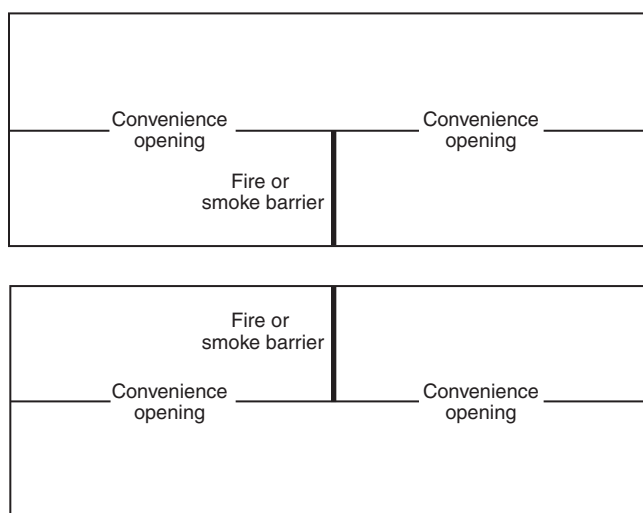 Convenience
opening
Convenience
opening
Fire or
smoke barrier
Fire or
smoke barrier
Convenience
opening
Convenience
opening